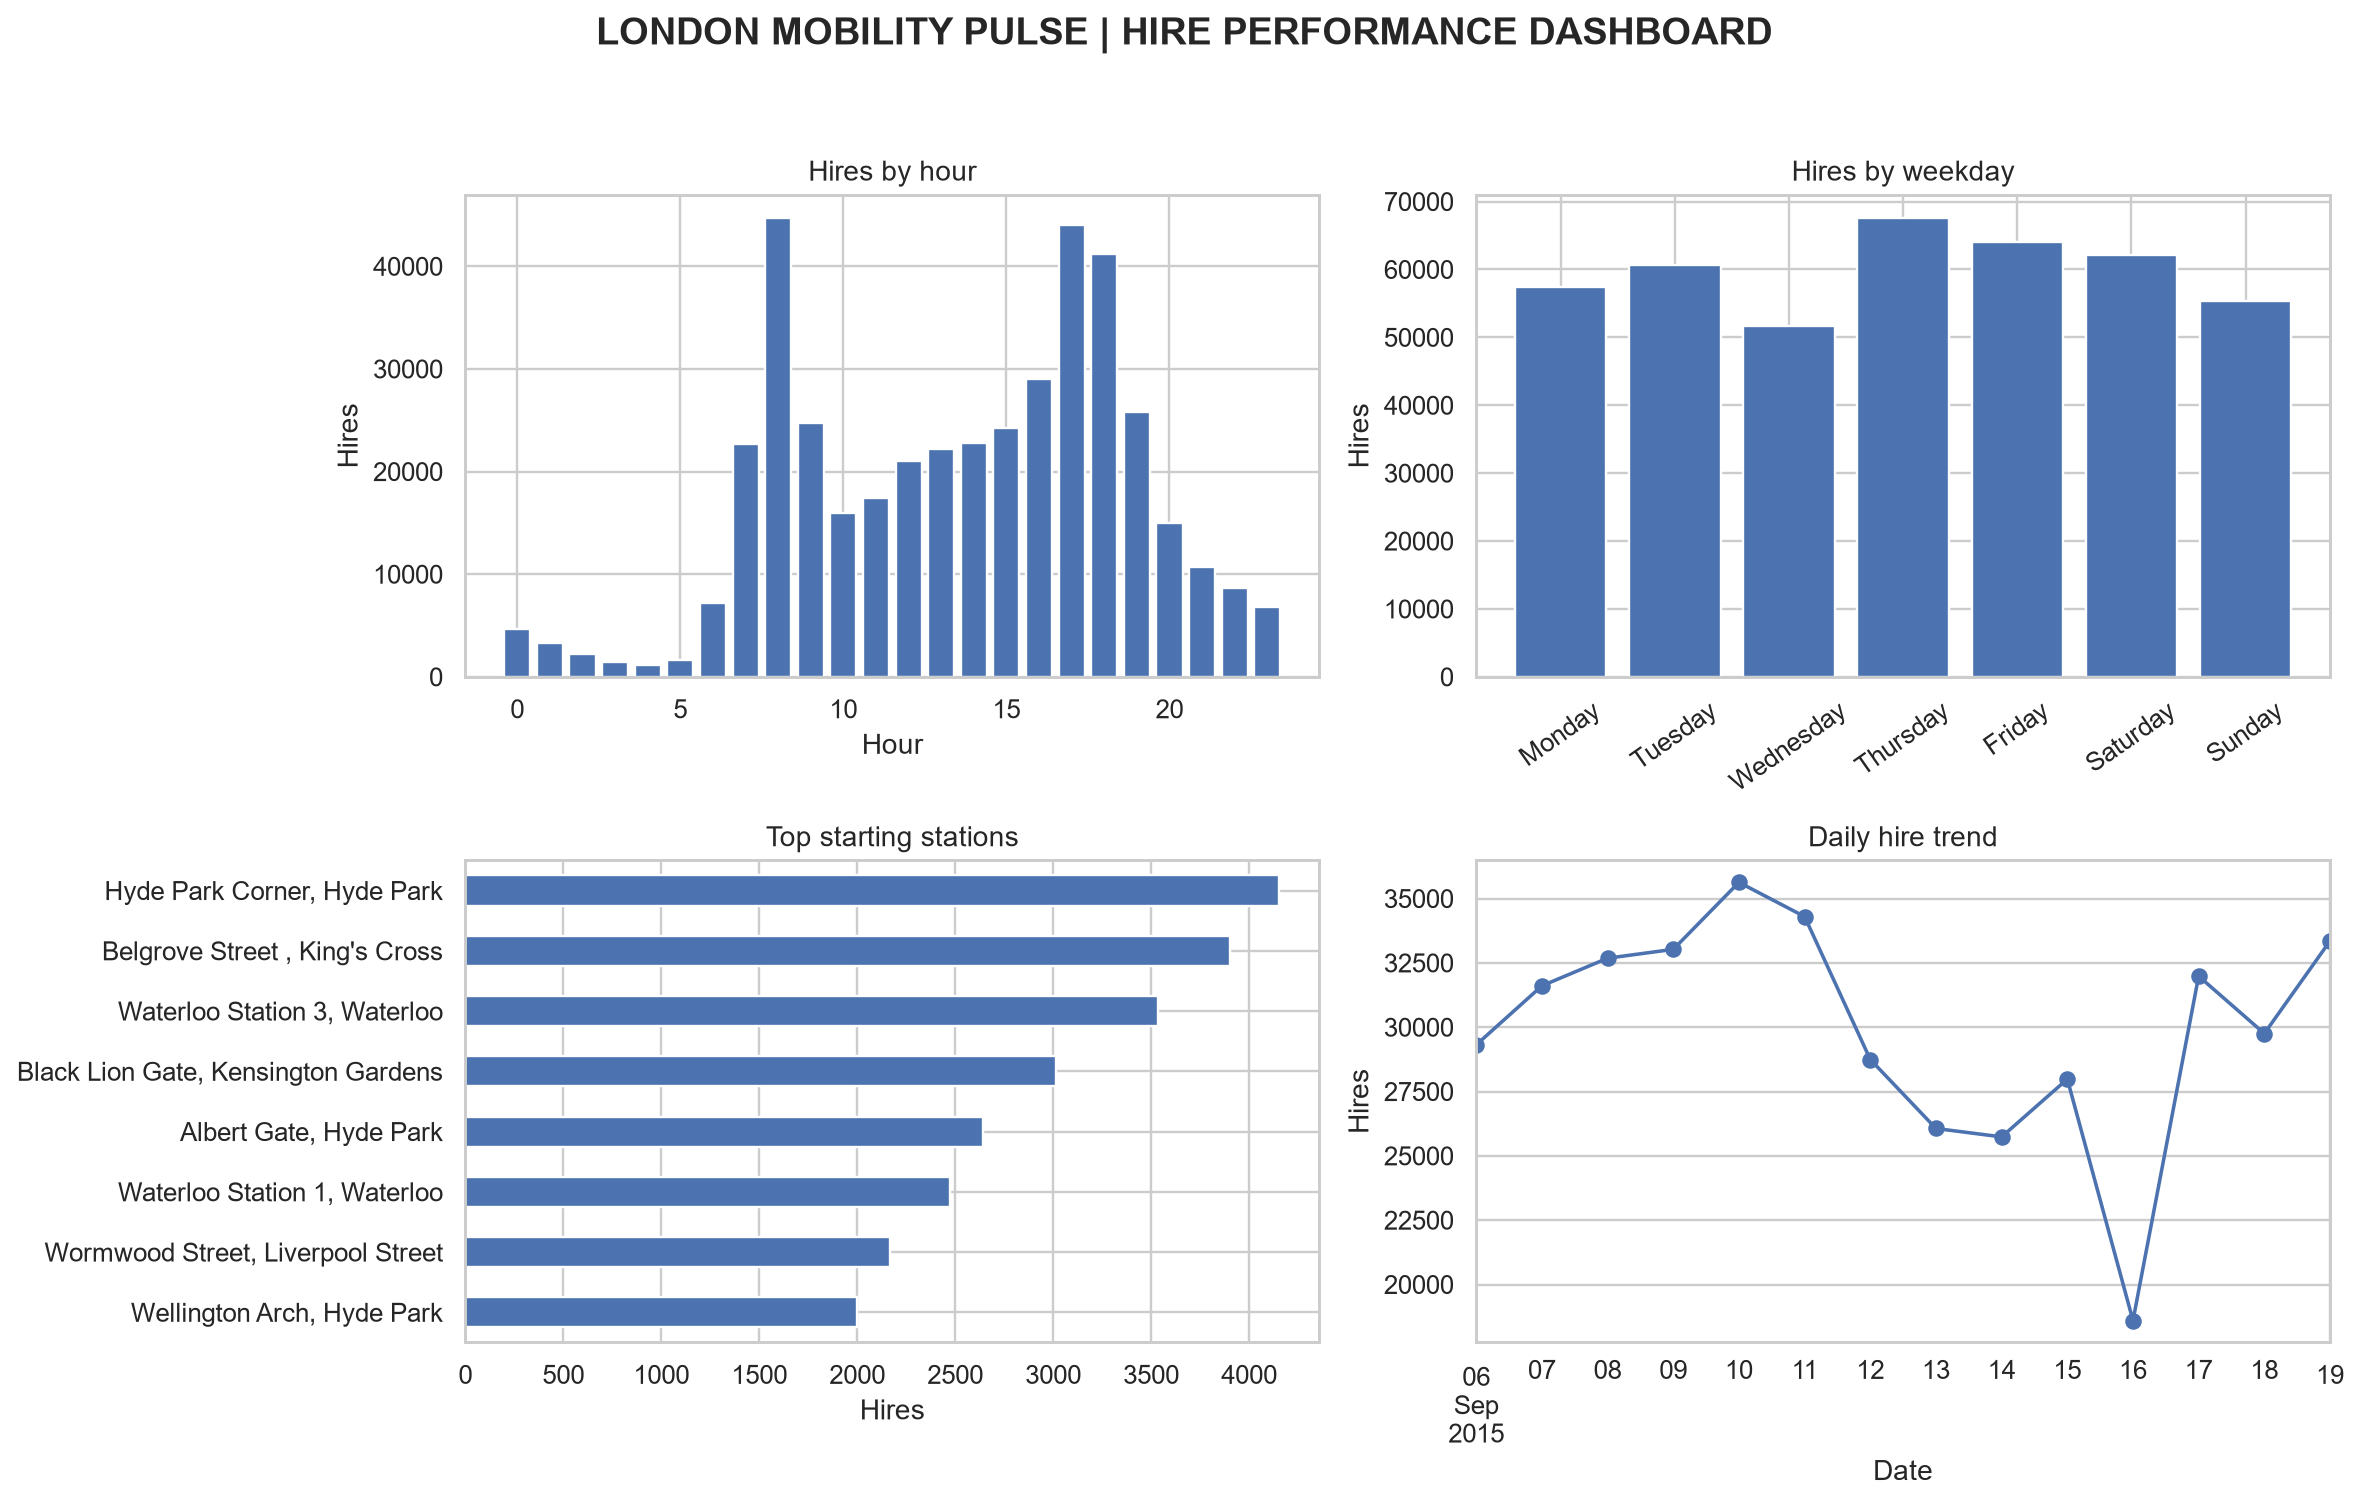 LONDON MOBILITY PULSE | HIRE PERFORMANCE DASHBOARD
Hires by hour
Hires
40000
30000
20000
10000
0
0 5 10 15 20
Hour
Hires by weekday
Hires
70000
60000
50000
40000
30000
20000
10000
0
Monday Tuesday Wednesday Thursday Friday Saturday Sunday
Top starting stations
Hyde Park Corner, Hyde Park
Belgrove Street , King's Cross
Waterloo Station 3, Waterloo
Black Lion Gate, Kensington Gardens
Albert Gate, Hyde Park
Waterloo Station 1, Waterloo
Wormwood Street, Liverpool Street
Wellington Arch, Hyde Park
0 500 1000 1500 2000 2500 3000 3500 4000
Hires
Daily hire trend
Hires
35000
32500
30000
27500
25000
22500
20000
06 07 08 09 10 11 12 13 14 15 16 17 18 19
Sep
2015
Date